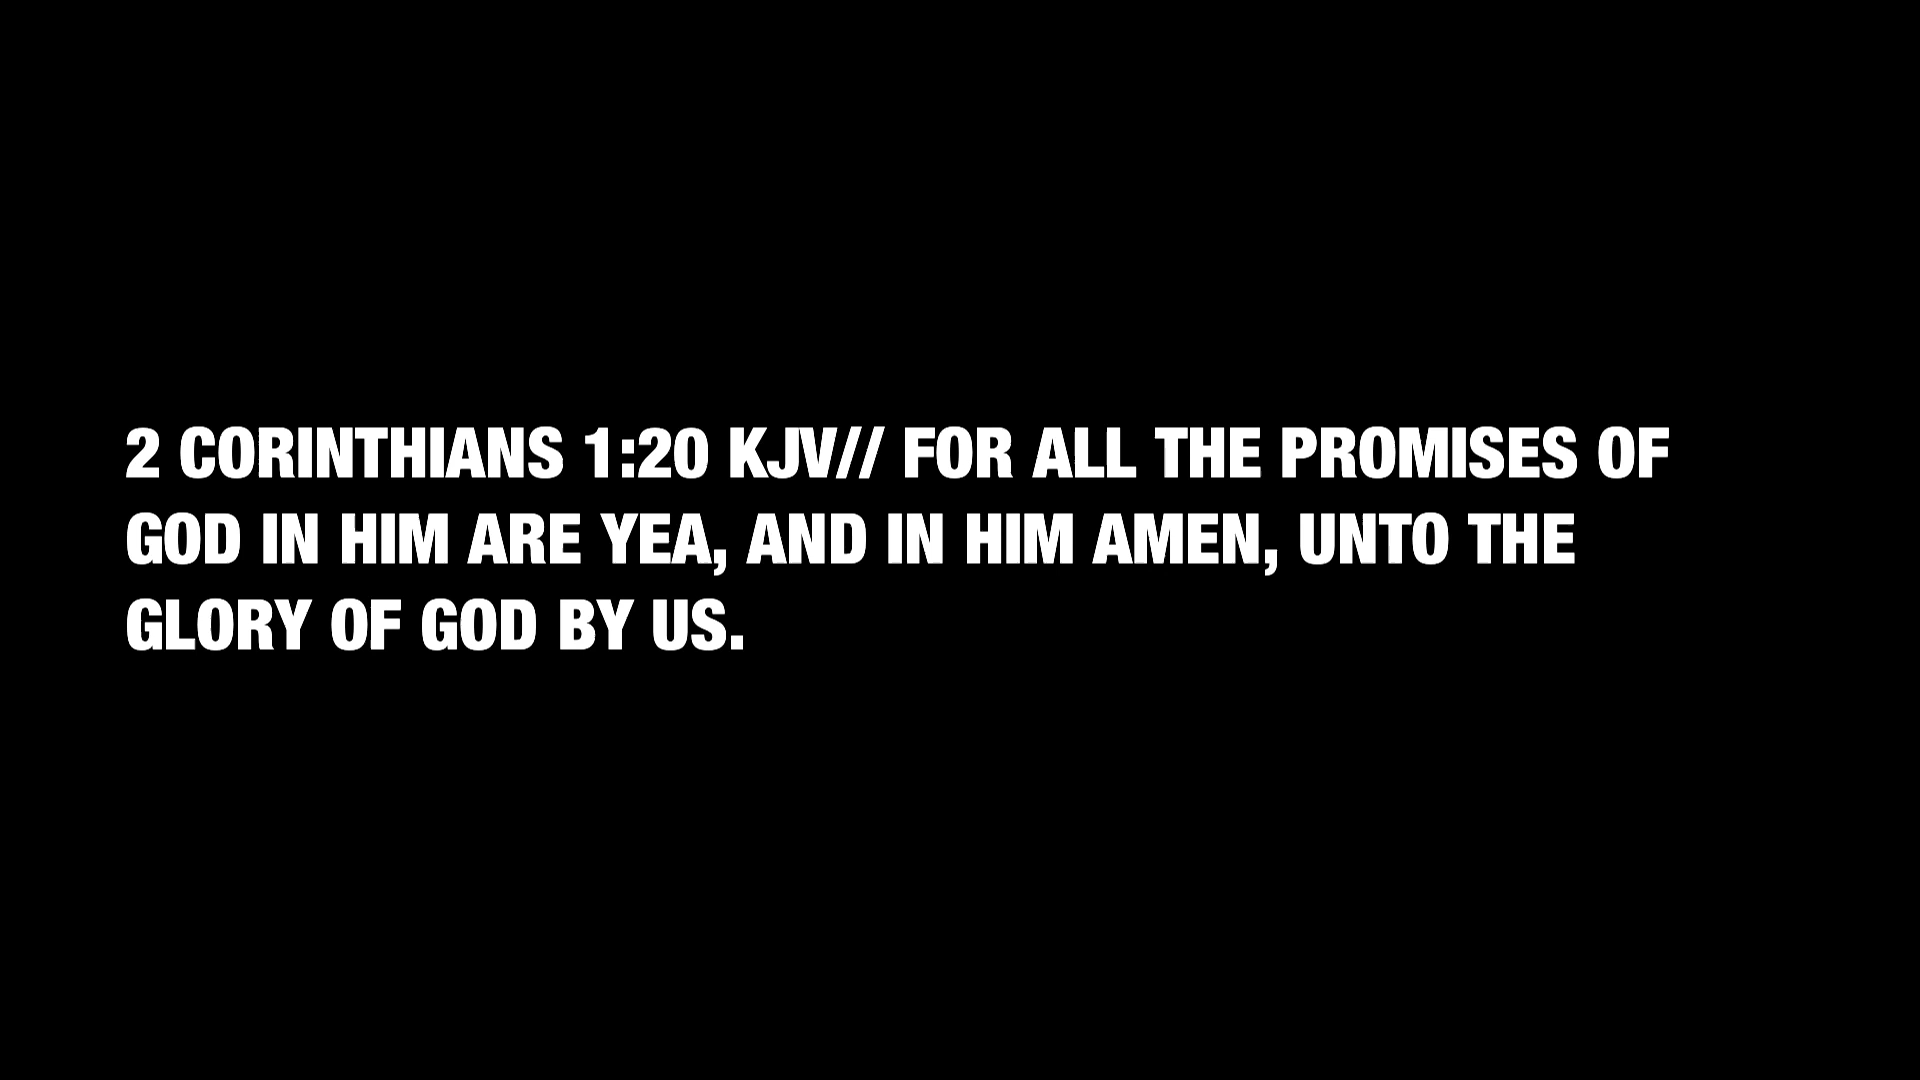 2 CORINTHIANS 1:20 KJV// FOR ALL THE PROMISES OF
GOD IN HIM ARE YEA, AND IN HIM AMEN, UNTO THE
GLORY OF GOD BY US.